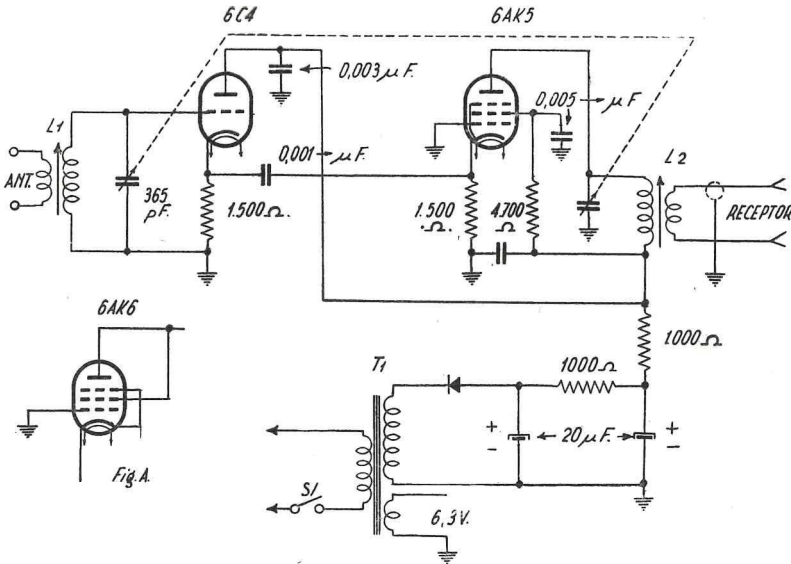 6C4
6AK5
0,003 µF.
0,005 µF
L1
0,001 µF.
L2
ANT.
365
pF.
1.500 Ω.
1.500
Ω.
4.700
Ω
RECEPTOR
6AK6
1.000 Ω
T1
1000 Ω
+
-
20 µF.
+
-
Fig. A.
S1
6,3 V.